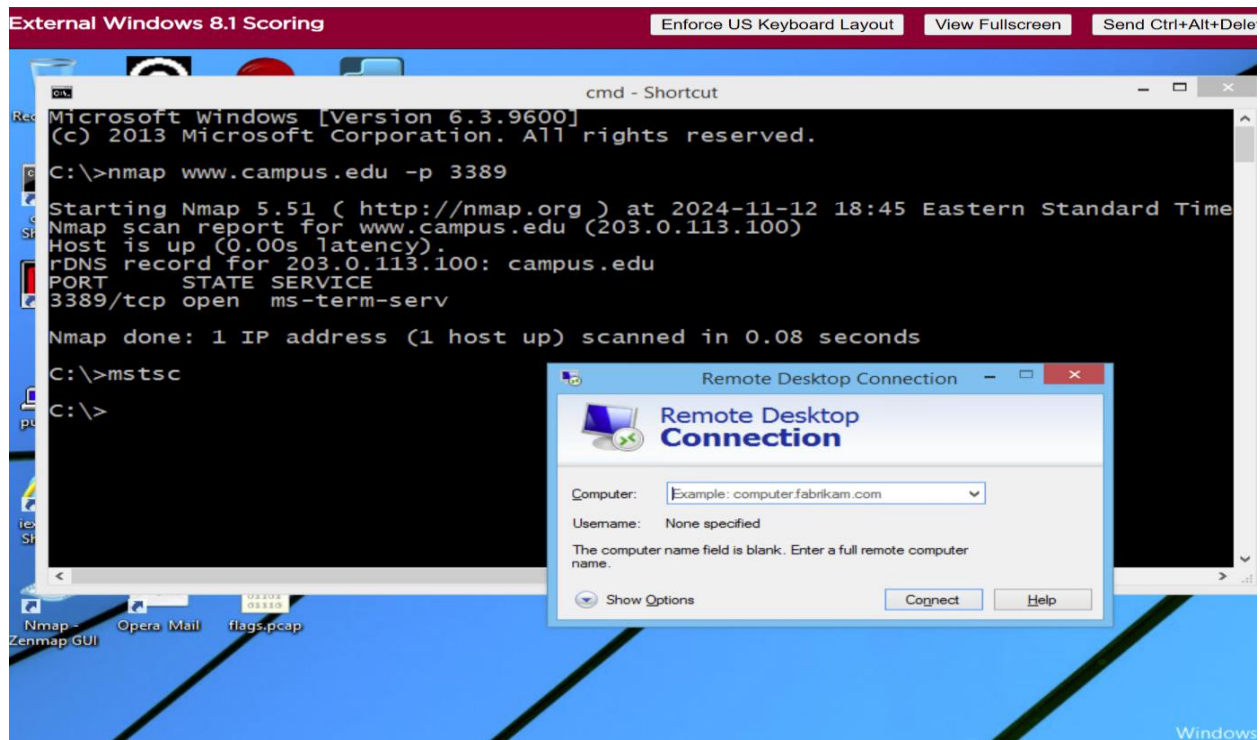 External Windows 8.1 Scoring
Enforce US Keyboard Layout
View Fullscreen
Send Ctrl+Alt+Dele
cmd - Shortcut
Microsoft Windows [Version 6.3.9600]
(c) 2013 Microsoft Corporation. All rights reserved.
C:\>nmap www.campus.edu -p 3389
Starting Nmap 5.51 ( http://nmap.org ) at 2024-11-12 18:45 Eastern Standard Time
Nmap scan report for www.campus.edu (203.0.113.100)
Host is up (0.00s latency).
rDNS record for 203.0.113.100: campus.edu
PORT STATE SERVICE
3389/tcp open ms-term-serv
Nmap done: 1 IP address (1 host up) scanned in 0.08 seconds
C:\>mstsc
C:\>
Remote Desktop Connection
Remote Desktop
Connection
Computer:
Example: computer.fabrikam.com
Username: None specified
The computer name field is blank. Enter a full remote computer
name.
Show Options
Connect
Help
Rec
pu
iex
Sh
01101
01110
Nmap -
Zenmap GUI
Opera Mail
flags.pcap
Windows